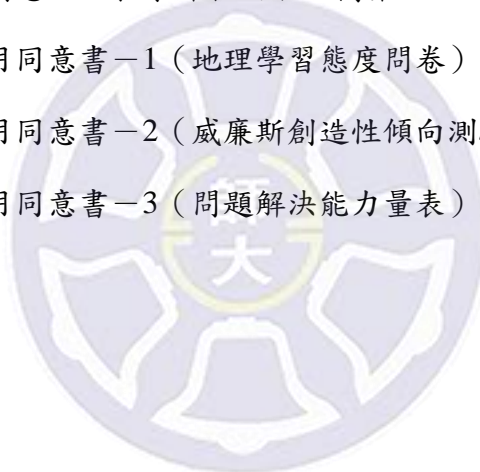 用同意書－1（地理學習態度問卷）
用同意書－2（威廉斯創造性傾向測
用同意書－3（問題解決能力量表）
師
大